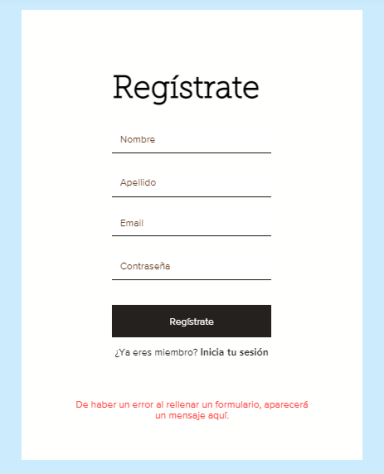 Regístrate
Nombre
Apellido
Email
Contraseña
Regístrate
¿Ya eres miembro? Inicia tu sesión
De haber un error al rellenar un formulario, aparecerá
un mensaje aquí.